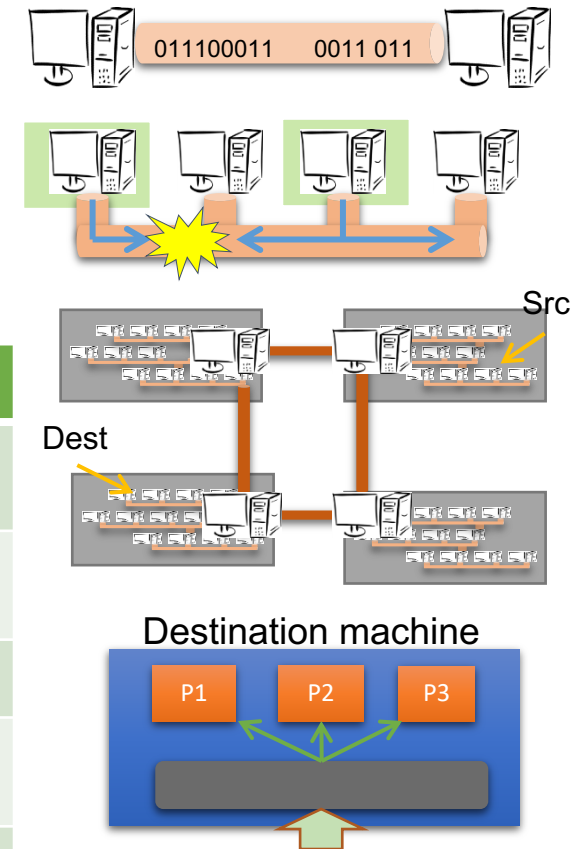 011100011 0011 011
Src
Dest
Destination machine
P1 P2 P3